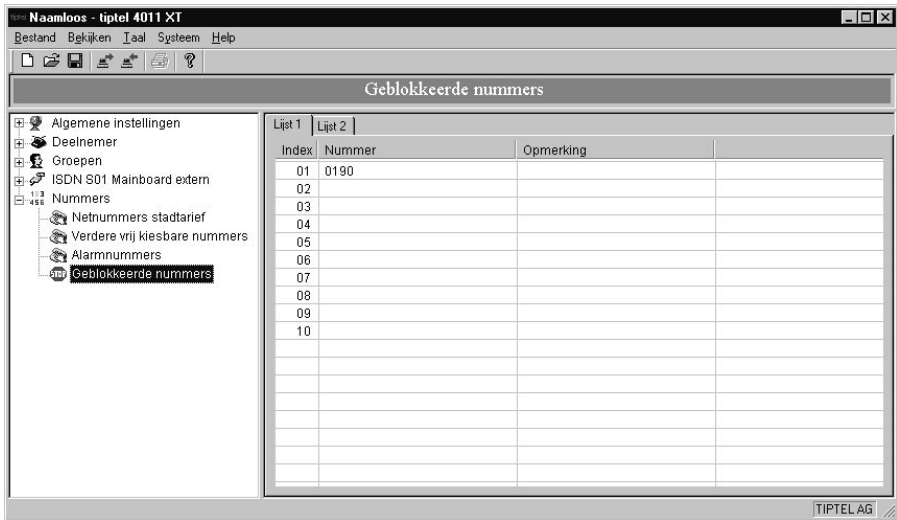 tiptel Naamloos - tiptel 4011 XT
Bestand Bekijken Taal Systeem Help
Geblokkeerde nummers
Algemene instellingen
Deelnemer
Groepen
ISDN S01 Mainboard extern
Nummers
Netnummers stadtarief
Verdere vrij kiesbare nummers
Alarmnummers
STOP Geblokkeerde nummers
Lijst 1 Lijst 2
Index Nummer Opmerking
01 0190
02
03
04
05
06
07
08
09
10
TIPTEL AG